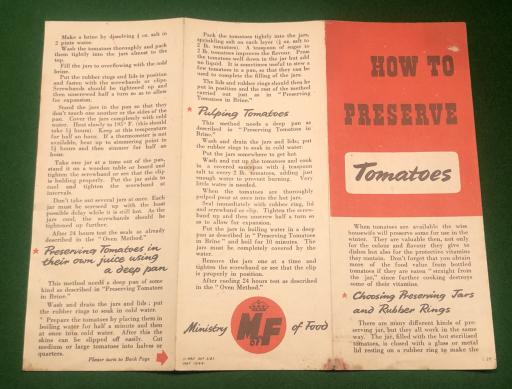 Make a brine by dissolving ½ oz. salt in
2 pints water.
Wash the tomatoes thoroughly and pack
them tightly into the jars almost to the
top.
Fill the jars to overflowing with the cold
brine.
Put the rubber rings and lids in position
and fasten with the screwbands or clips.
Screwbands should be tightened up and
then unscrewed half a turn so as to allow
for expansion.
Stand the jars in the pan so that they
don't touch one another or the sides of the
pan. Cover the jars completely with cold
water. Heat slowly to 190° F. (this should
take 1½ hours). Keep at this temperature
for half an hour. If a thermometer is not
available, heat up to simmering point in
1½ hours and then simmer for half an
hour.
Take one jar at a time out of the pan,
stand it on a wooden table or board and
tighten the screwband or see that the clip
is holding properly. Put the jar aside to
cool and tighten the screwband at
intervals.
Don't take out several jars at once. Each
jar must be screwed up with the least
possible delay while it is still hot. As the
jars cool, the screwbands should be
tightened up further.
After 24 hours test the seals as already
described in the "Oven Method."
★ Preserving Tomatoes in
their own juice using
a deep pan
This method needs a deep pan of some
kind as described in "Preserving Tomatoes
in Brine."
Wash and drain the jars and lids; put
the rubber rings to soak in cold water.
Prepare the tomatoes by putting them in
boiling water for half a minute and then
at once into cold water. After this the
skins can be slipped off easily. Cut
medium or large tomatoes into halves or
quarters.
Please turn to Back Page
Pack the tomatoes tightly into the jars,
sprinkling salt on each layer (¼ oz. salt to
2 lb. tomatoes). A teaspoon of sugar to
2 lb. tomatoes improves the flavour. Press
the tomatoes well down in the jar but add
no liquid. It is sometimes useful to stew a
few tomatoes in a pan, so that they can be
used to complete the filling of the jars.
The lids and rubber rings should then be
put in position and the rest of the method
carried out just as in "Preserving
Tomatoes in Brine."
★ Pulping Tomatoes
This method needs a deep pan as
described in "Preserving Tomatoes in
Brine."
Wash and drain the jars and lids; put
the rubber rings to soak in cold water.
Put the jars somewhere to get hot.
Wash and cut up the tomatoes and cook
in a covered saucepan with ¼ teaspoon
salt to every 2 lb. tomatoes, adding just
enough water to prevent burning. Very
little water is needed.
When the tomatoes are thoroughly
pulped pour at once into the hot jars.
Seal immediately with rubber ring, lid
and screwband or clip. Tighten the screw-
band up and then unscrew half a turn so
as to allow for expansion.
Put the jars in boiling water in a deep
pan as described in "Preserving Tomatoes
in Brine" and boil for 10 minutes. The
jars must be completely covered by the
water.
Remove the jars one at a time and
tighten the screwband or see that the clip
is properly in position.
After cooling 24 hours test as described
in the "Oven Method."
Ministry MF of Food
OF
HOW TO
PRESERVE
Tomatoes
When tomatoes are available the wise
housewife will preserve some for use in the
winter. They are valuable then, not only
for the colour and flavour they give to
dishes but also for the protective vitamins
they contain. Don't forget that you obtain
more of the food value from bottled
tomatoes if they are eaten "straight from
the jar," since further cooking destroys
some of their vitamins.
★ Choosing Preserving Jars
and Rubber Rings
There are many different kinds of pre-
serving jar, but they all work in the same
way. The jar, filled with the hot sterilised
tomatoes, is closed with a glass or metal
lid resting on a rubber ring to make the